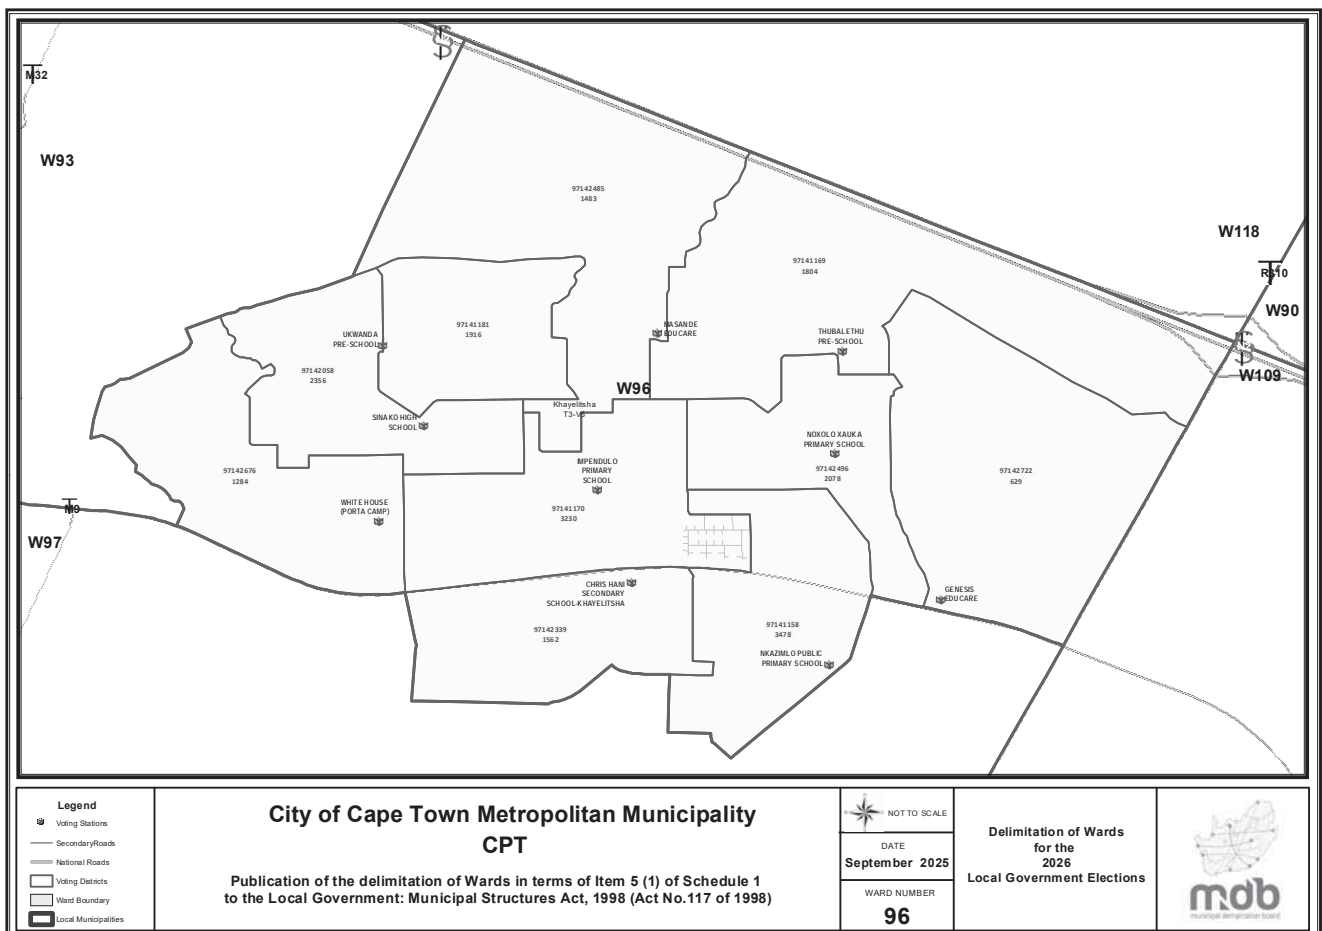 M32
W93
97142485
1483
W118
R310
97141169
1804
W90
UKWANDA
PRE-SCHOOL
97141181
1916
MASANDE
EDUCARE
THUBALETHU
PRE-SCHOOL
N2
W109
97142058
2356
W96
Khayelitsha
T3-V5
SINAKO HIGH
SCHOOL
NOXOLO XAUKA
PRIMARY SCHOOL
97142676
1284
IMPENDULO
PRIMARY
SCHOOL
97142496
2078
97142722
629
M9
WHITE HOUSE
(PORTA CAMP)
97141170
3230
W97
CHRIS HANI
SECONDARY
SCHOOL-KHAYELITSHA
GENESIS
EDUCARE
97142339
1562
97141158
3478
NKAZIMLO PUBLIC
PRIMARY SCHOOL
Legend
Voting Stations
SecondaryRoads
National Roads
Voting Districts
Ward Boundary
Local Municipalities
City of Cape Town Metropolitan Municipality
CPT
Publication of the delimitation of Wards in terms of Item 5 (1) of Schedule 1
to the Local Government: Municipal Structures Act, 1998 (Act No.117 of 1998)
NOT TO SCALE
DATE
September 2025
WARD NUMBER
96
Delimitation of Wards
for the
2026
Local Government Elections
mdb
municipal demarcation board